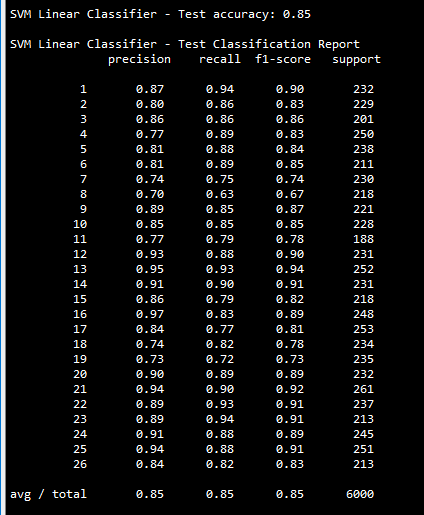 SVM Linear Classifier - Test accuracy: 0.85
SVM Linear Classifier - Test Classification Report
precision recall f1-score support
1 0.87 0.94 0.90 232
2 0.80 0.86 0.83 229
3 0.86 0.86 0.86 201
4 0.77 0.89 0.83 250
5 0.81 0.88 0.84 238
6 0.81 0.89 0.85 211
7 0.74 0.75 0.74 230
8 0.70 0.63 0.67 218
9 0.89 0.85 0.87 221
10 0.85 0.85 0.85 228
11 0.77 0.79 0.78 188
12 0.93 0.88 0.90 231
13 0.95 0.93 0.94 252
14 0.91 0.90 0.91 231
15 0.86 0.79 0.82 218
16 0.97 0.83 0.89 248
17 0.84 0.77 0.81 253
18 0.74 0.82 0.78 234
19 0.73 0.72 0.73 235
20 0.90 0.89 0.89 232
21 0.94 0.90 0.92 261
22 0.89 0.93 0.91 237
23 0.89 0.94 0.91 213
24 0.91 0.88 0.89 245
25 0.94 0.88 0.91 251
26 0.84 0.82 0.83 213
avg / total 0.85 0.85 0.85 6000